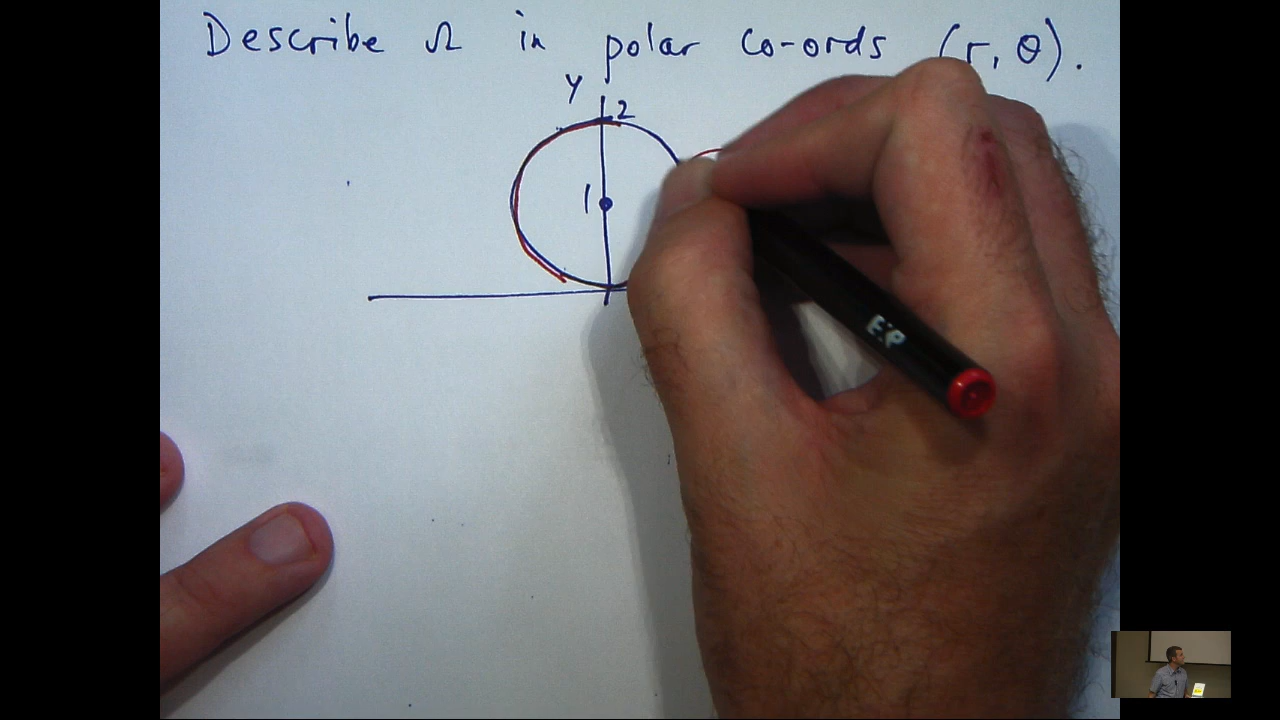 Describe Ω in polar co-ords (r, θ).
y
2
1
E:P